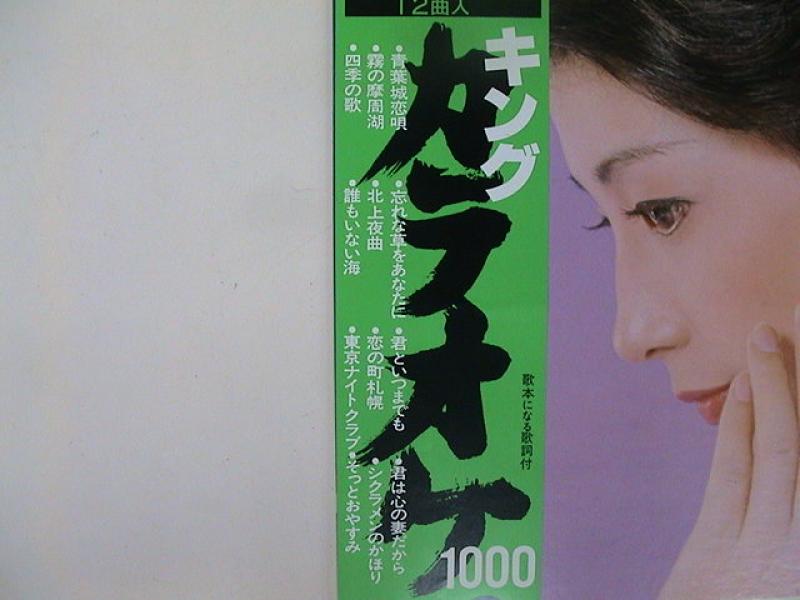 12曲入
キング
カラオケ
1000
●青葉城恋唄
●霧の摩周湖
●四季の歌
●忘れな草をあなたに
●北上夜曲
●誰もいない海
●君といつまでも
●恋の町札幌
●東京ナイトクラブ
●君は心の妻だから
●シクラメンのかほり
●そっとおやすみ
歌本になる歌詞付